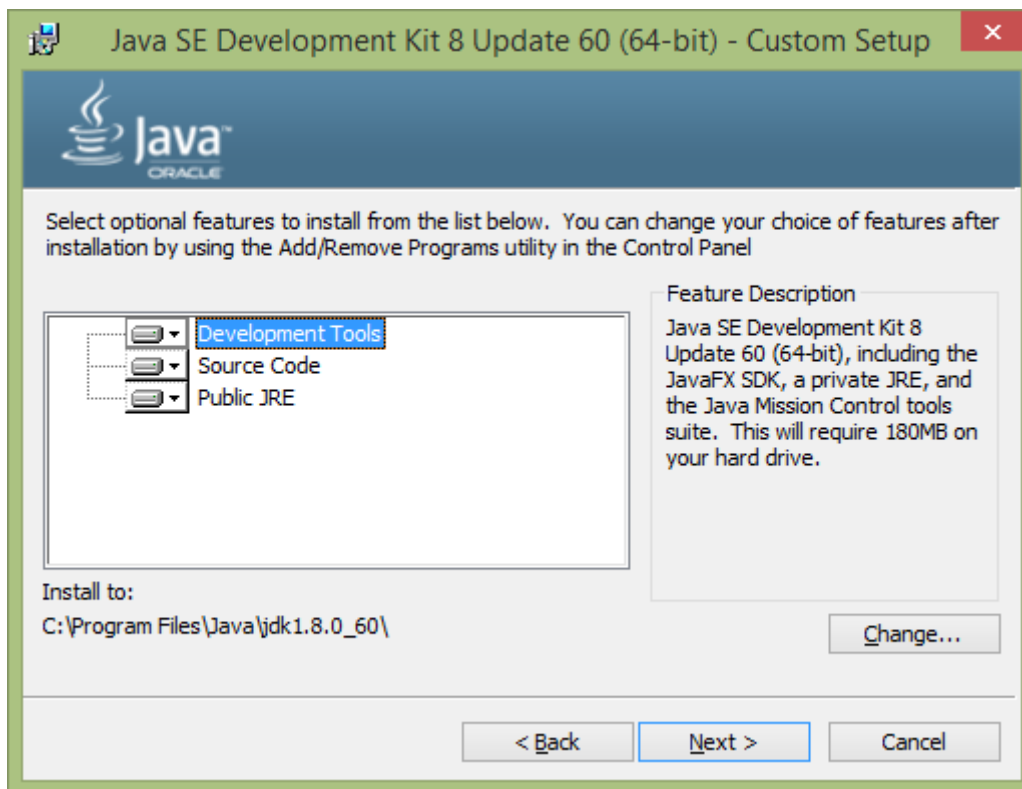 Java SE Development Kit 8 Update 60 (64-bit) - Custom Setup
Java™
ORACLE
Select optional features to install from the list below.  You can change your choice of features after
installation by using the Add/Remove Programs utility in the Control Panel
Development Tools
Source Code
Public JRE
Feature Description
Java SE Development Kit 8
Update 60 (64-bit), including the
JavaFX SDK, a private JRE, and
the Java Mission Control tools
suite.  This will require 180MB on
your hard drive.
Install to:
C:\Program Files\Java\jdk1.8.0_60\
Change...
< Back
Next >
Cancel